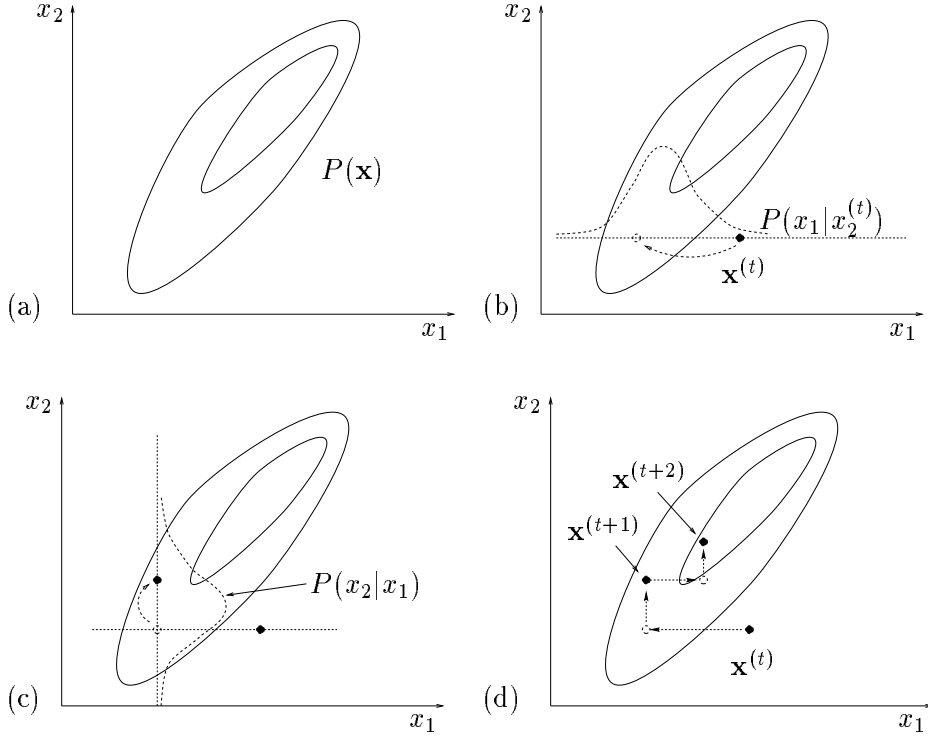 x₂
P(𝐱)
(a)
x₁
x₂
P(x₁|x₂⁽ᵗ⁾)
𝐱⁽ᵗ⁾
(b)
x₁
x₂
P(x₂|x₁)
(c)
x₁
x₂
𝐱⁽ᵗ⁺²⁾
𝐱⁽ᵗ⁺¹⁾
𝐱⁽ᵗ⁾
(d)
x₁